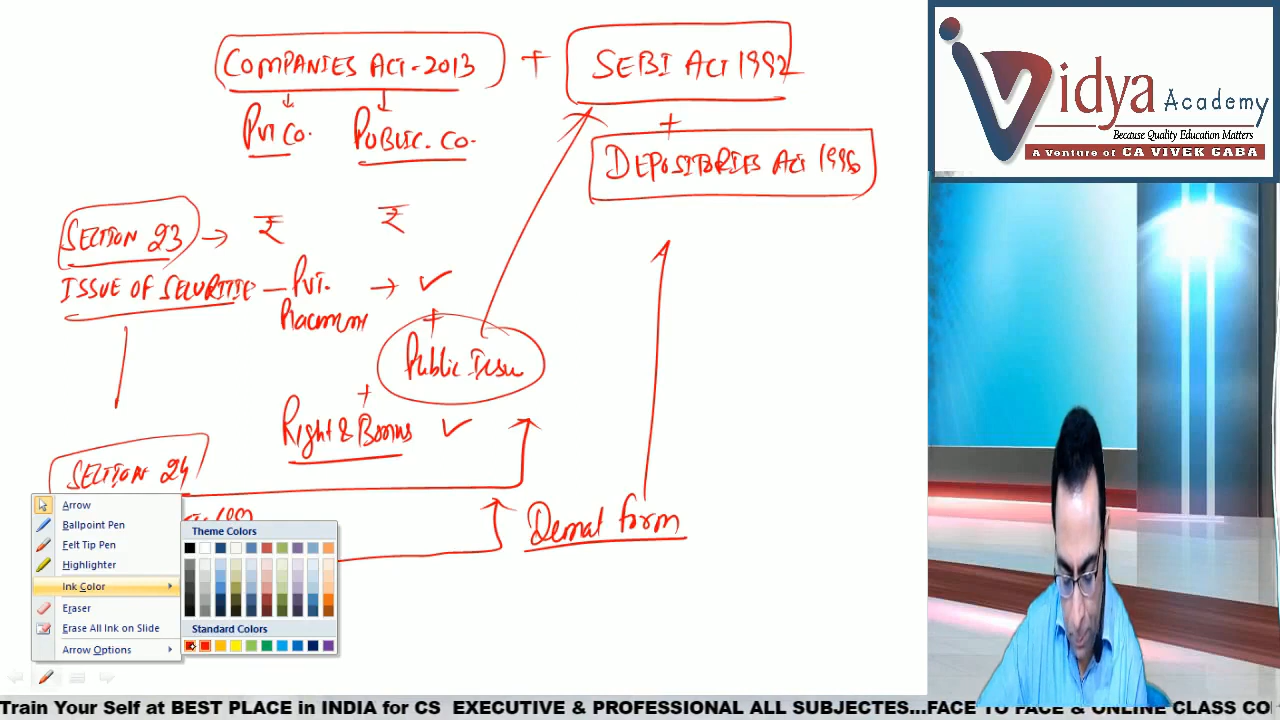 COMPANIES ACT-2013 + SEBI ACT 1992
PVT CO. PUBLIC. CO.
+
DEPOSITORIES ACT 1996
SECTION 23 → ₹ ₹
ISSUE OF SECURITIE — Pvt. → ✓
Placement
+
Public Issu
+
Right & Bonus ✓
SECTION 24
Demat form
Arrow
Ballpoint Pen
Felt Tip Pen
Highlighter
Ink Color
Eraser
Erase All Ink on Slide
Arrow Options
Theme Colors
Standard Colors
Vidya Academy
Because Quality Education Matters
A Venture of CA VIVEK GABA
Train Your Self at BEST PLACE in INDIA for CS EXECUTIVE & PROFESSIONAL ALL SUBJECTES...FACE TO FACE & ONLINE CLASS CO